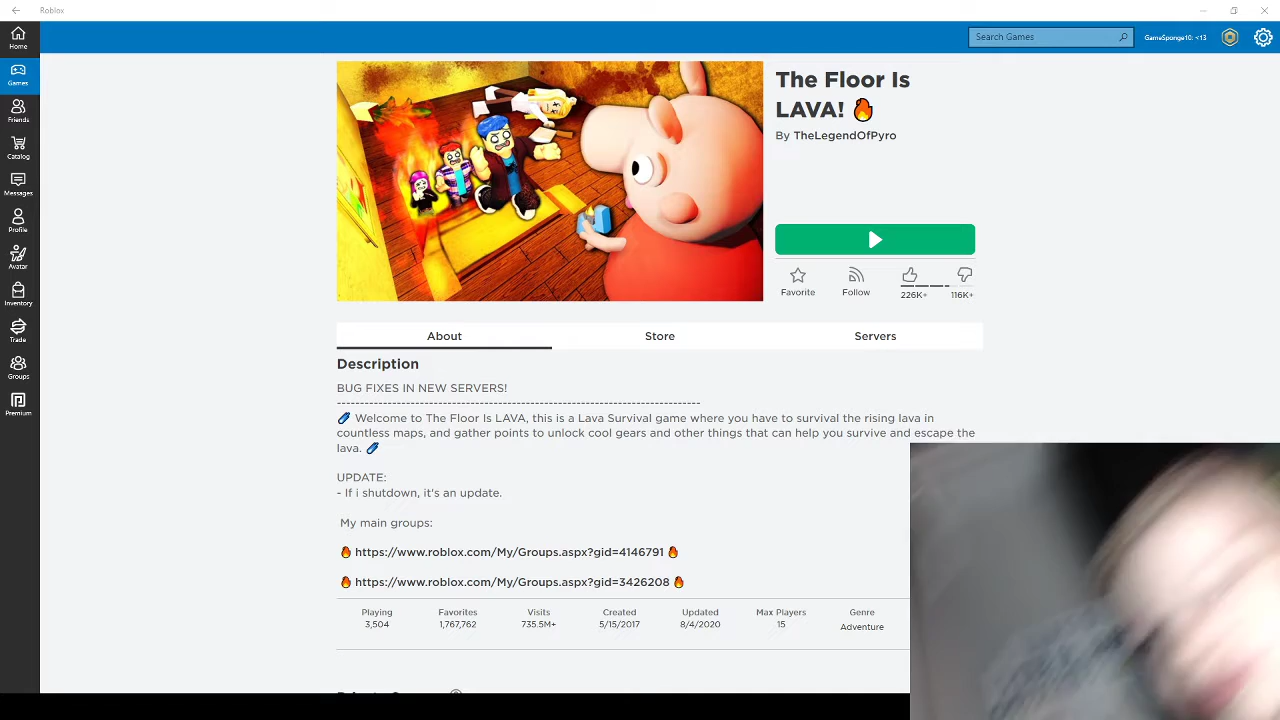 Roblox
Home
Games
Friends
Catalog
Messages
Profile
Avatar
Inventory
Trade
Groups
Premium
Search Games
GameSponge10: <13
The Floor Is
LAVA! 🔥
By TheLegendOfPyro
Favorite
Follow
226K+
116K+
About
Store
Servers
Description
BUG FIXES IN NEW SERVERS!
--------------------------------------------------------------------------
Welcome to The Floor Is LAVA, this is a Lava Survival game where you have to survival the rising lava in
countless maps, and gather points to unlock cool gears and other things that can help you survive and escape the
lava.
UPDATE:
- If i shutdown, it's an update.
My main groups:
🔥 https://www.roblox.com/My/Groups.aspx?gid=4146791 🔥
🔥 https://www.roblox.com/My/Groups.aspx?gid=3426208 🔥
Playing
Favorites
Visits
Created
Updated
Max Players
Genre
3,504
1,767,762
735.5M+
5/15/2017
8/4/2020
15
Adventure